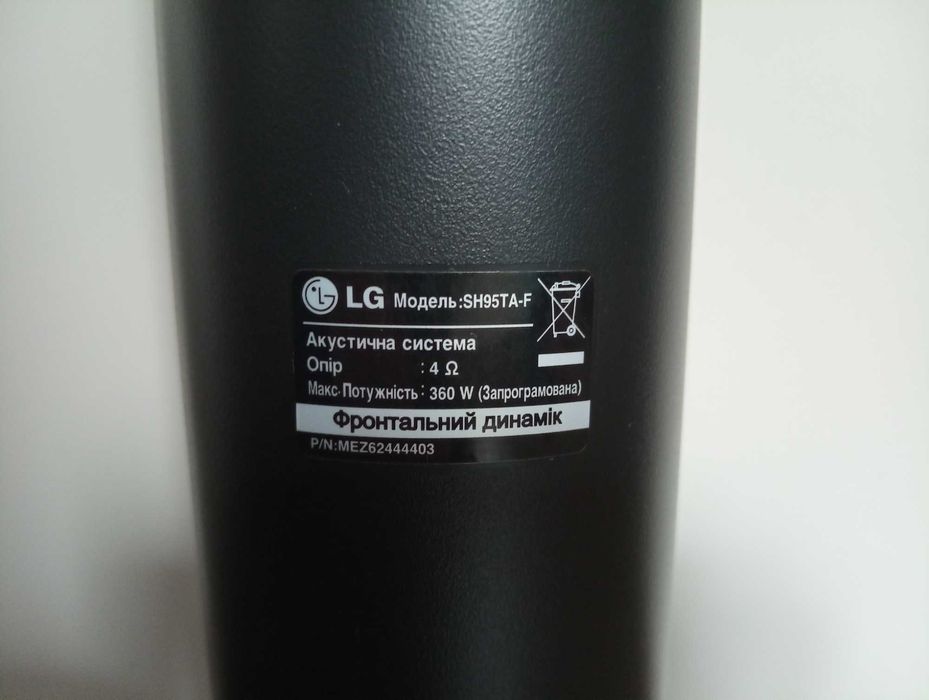 LG Модель:SH95TA-F
Акустична система
Опір : 4 Ω
Макс.Потужність : 360 W (Запрограмована)
Фронтальний динамік
P/N:MEZ62444403